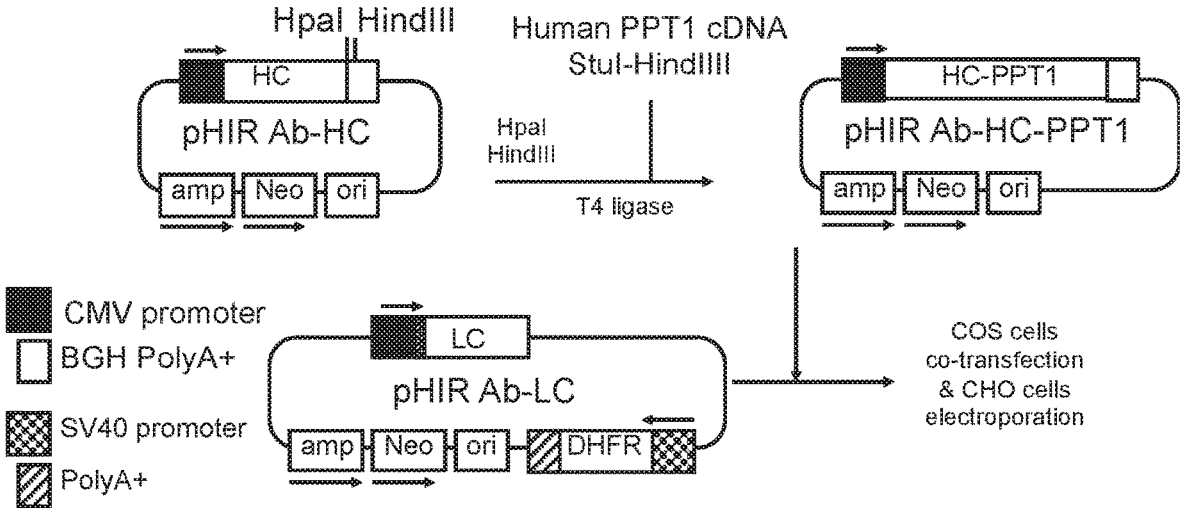 HpaI HindIII
HC
pHIR Ab-HC
amp
Neo
ori
Human PPT1 cDNA
StuI-HindIIII
HpaI
HindIII
T4 ligase
HC-PPT1
pHIR Ab-HC-PPT1
amp
Neo
ori
CMV promoter
BGH PolyA+
SV40 promoter
PolyA+
LC
pHIR Ab-LC
amp
Neo
ori
DHFR
COS cells
co-transfection
& CHO cells
electroporation